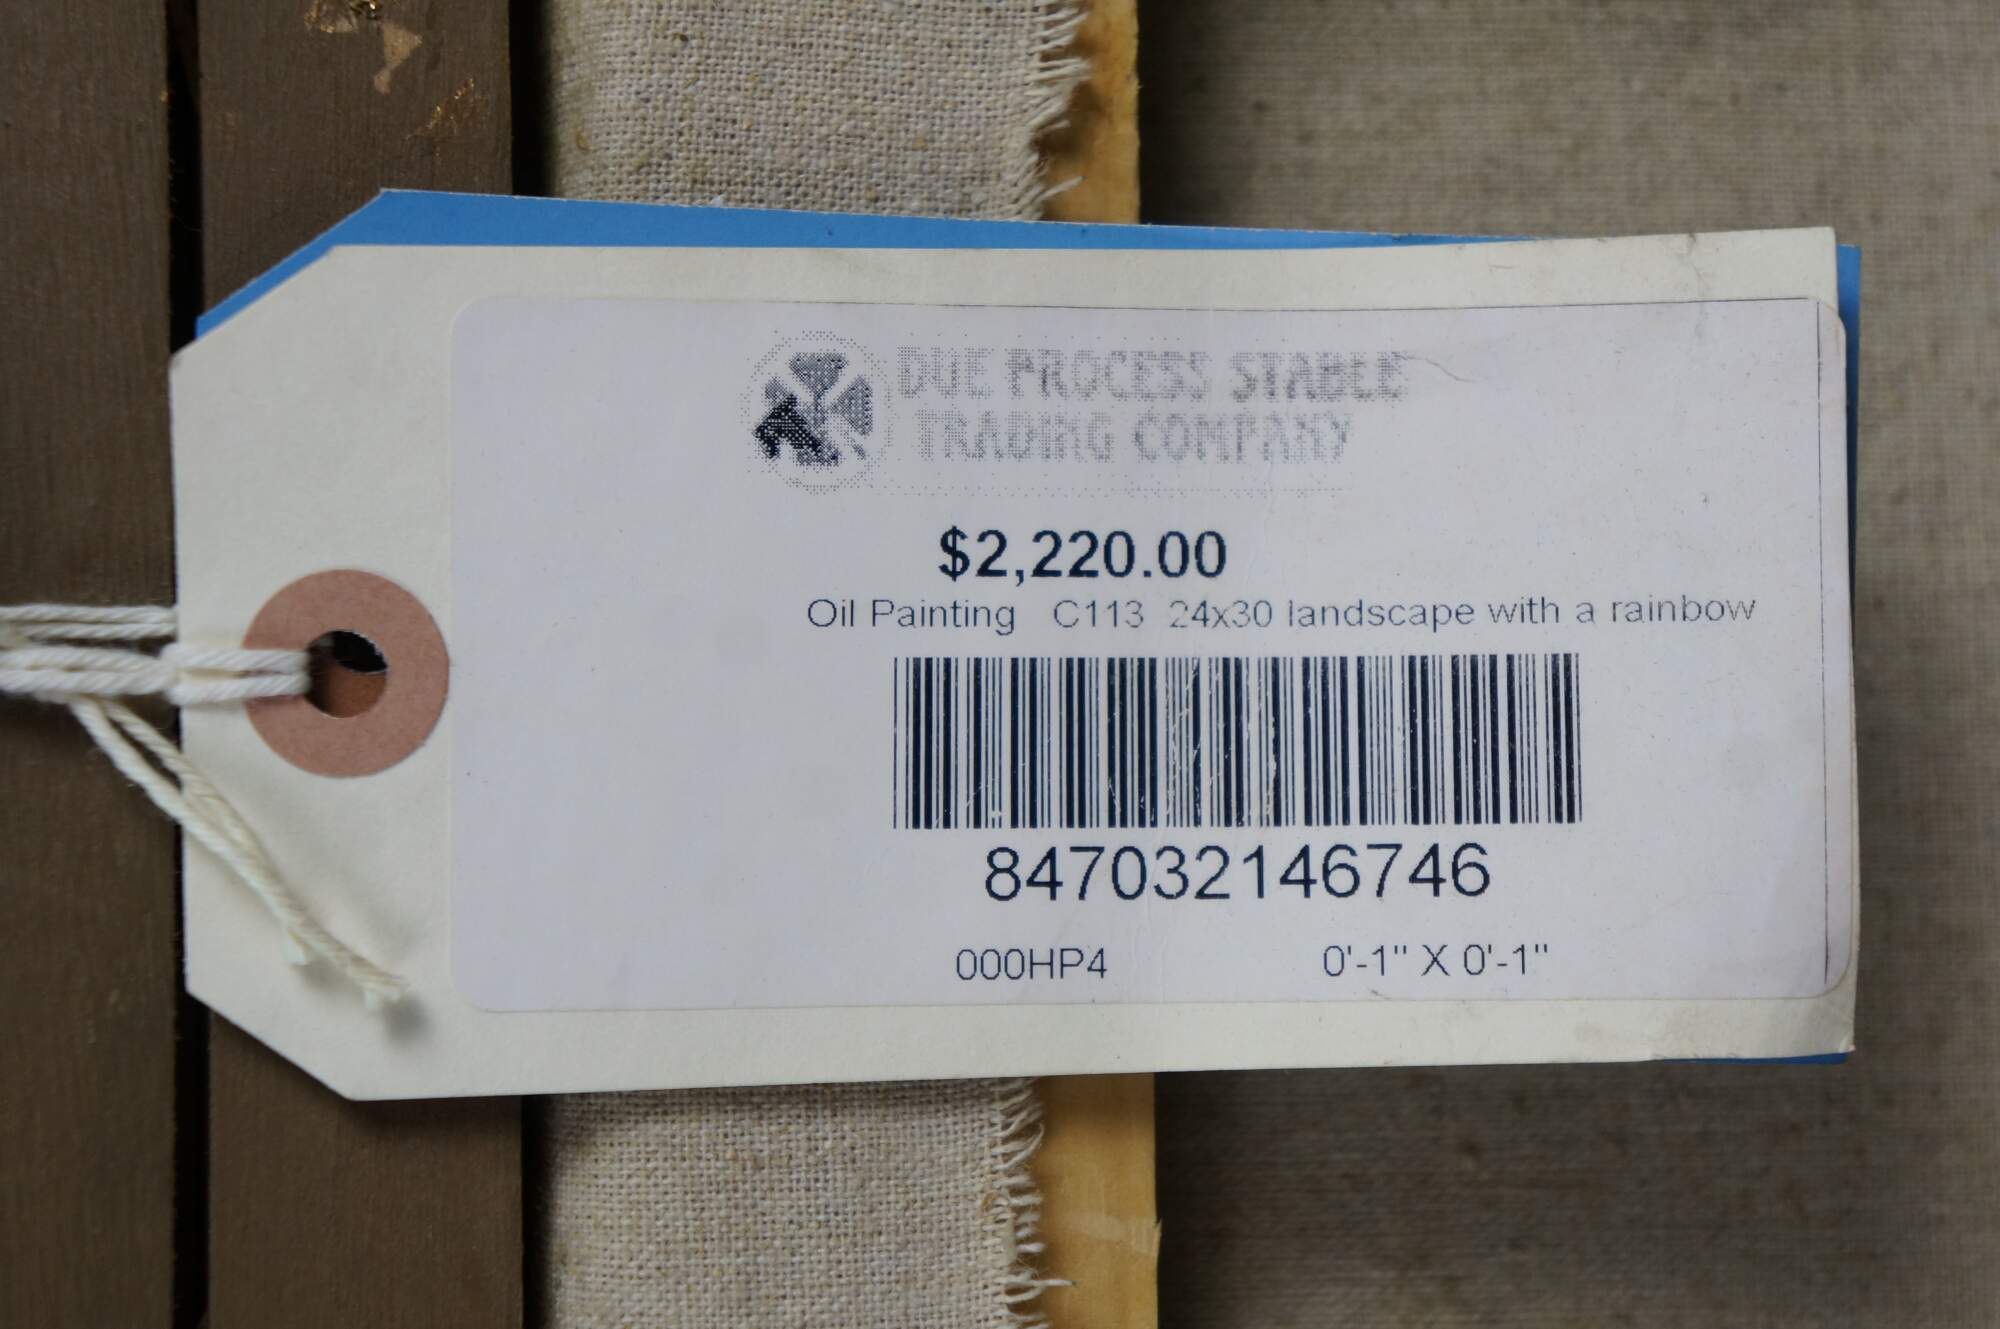 DUE PROCESS STABLE
TRADING COMPANY
$2,220.00
Oil Painting C113 24x30 landscape with a rainbow
847032146746
000HP4 0'-1" X 0'-1"